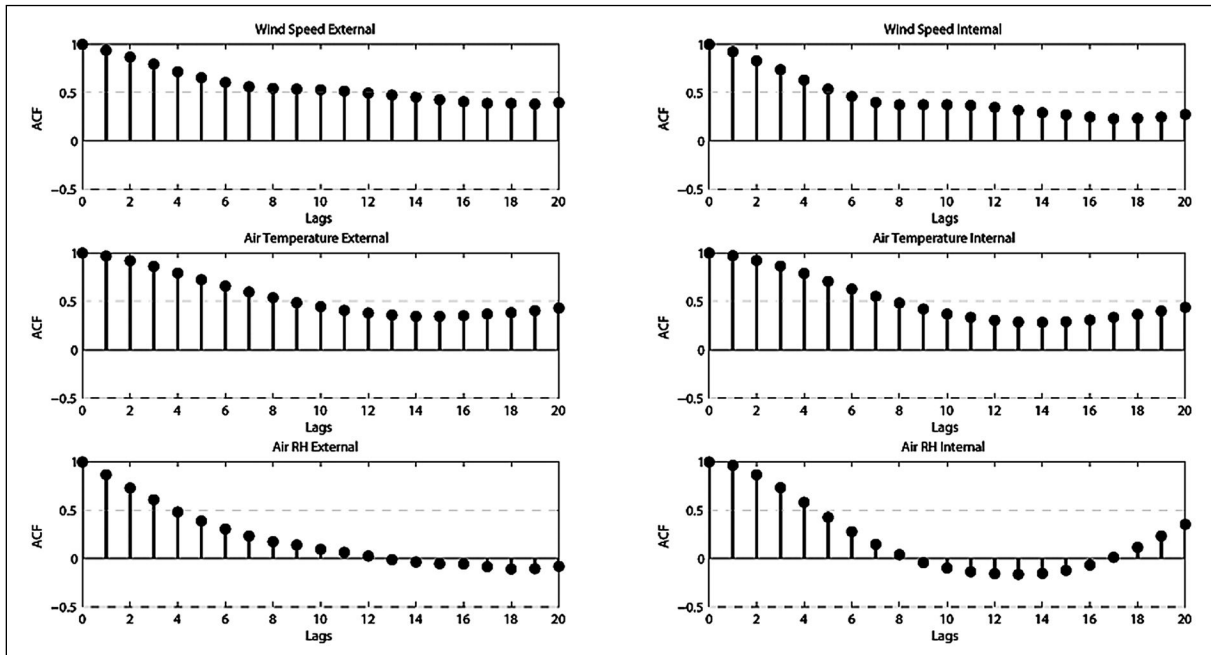 Wind Speed External
1
0.5
0
−0.5
ACF
0 2 4 6 8 10 12 14 16 18 20
Lags
Wind Speed Internal
1
0.5
0
−0.5
ACF
0 2 4 6 8 10 12 14 16 18 20
Lags
Air Temperature External
1
0.5
0
−0.5
ACF
0 2 4 6 8 10 12 14 16 18 20
Lags
Air Temperature Internal
1
0.5
0
−0.5
ACF
0 2 4 6 8 10 12 14 16 18 20
Lags
Air RH External
1
0.5
0
−0.5
ACF
0 2 4 6 8 10 12 14 16 18 20
Lags
Air RH Internal
1
0.5
0
−0.5
ACF
0 2 4 6 8 10 12 14 16 18 20
Lags